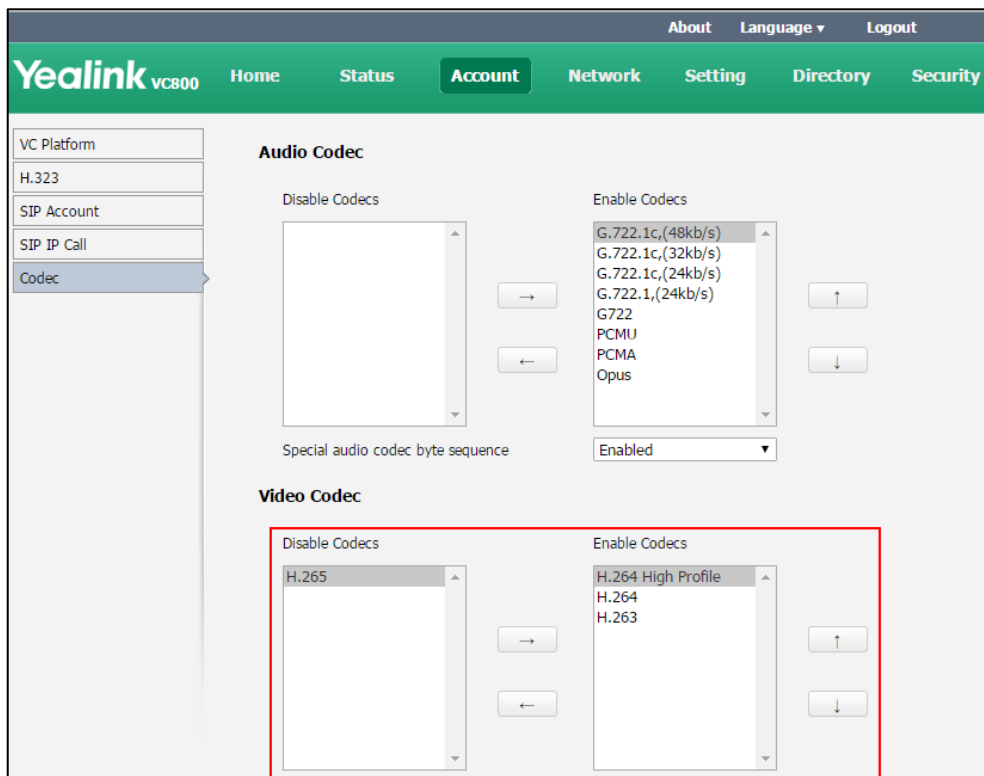 About Language ▾ Logout
Yealink VC800 Home Status Account Network Setting Directory Security
VC Platform
H.323
SIP Account
SIP IP Call
Codec
Audio Codec
Disable Codecs Enable Codecs
G.722.1c,(48kb/s)
G.722.1c,(32kb/s)
G.722.1c,(24kb/s)
G.722.1,(24kb/s)
G722
PCMU
PCMA
Opus
Special audio codec byte sequence Enabled
Video Codec
Disable Codecs Enable Codecs
H.265 H.264 High Profile
H.264
H.263